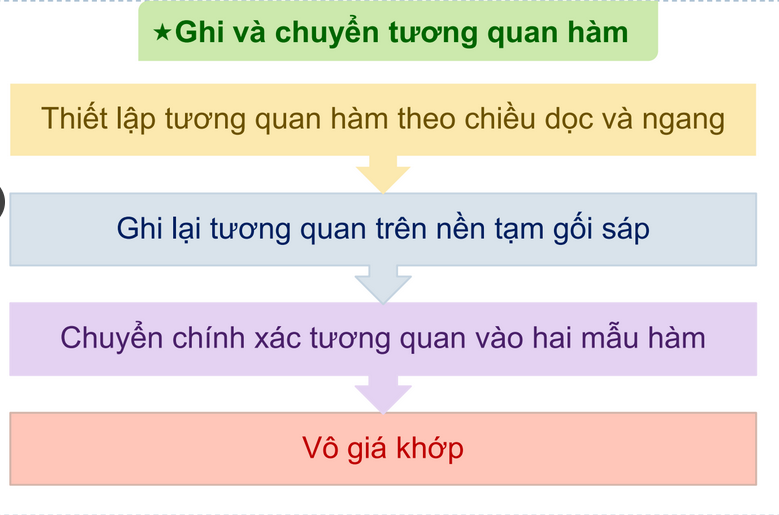 ★Ghi và chuyển tương quan hàm
Thiết lập tương quan hàm theo chiều dọc và ngang
Ghi lại tương quan trên nền tạm gối sáp
Chuyển chính xác tương quan vào hai mẫu hàm
Vô giá khớp